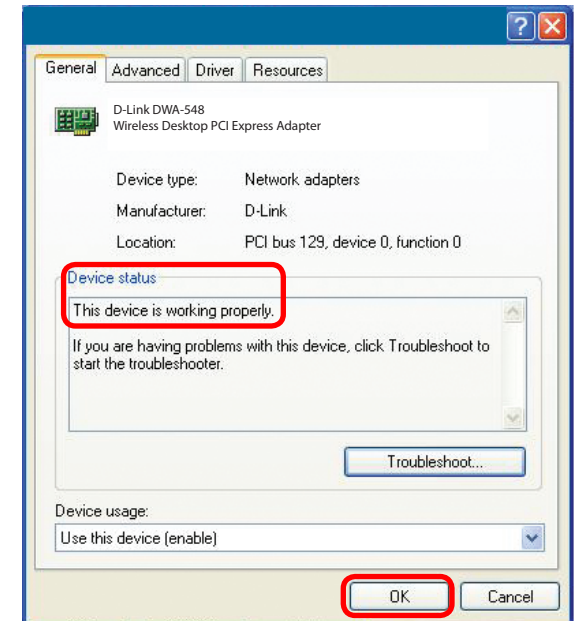 General Advanced Driver Resources
D-Link DWA-548
Wireless Desktop PCI Express Adapter
Device type: Network adapters
Manufacturer: D-Link
Location: PCI bus 129, device 0, function 0
Device status
This device is working properly.
If you are having problems with this device, click Troubleshoot to
start the troubleshooter.
Troubleshoot...
Device usage:
Use this device (enable)
OK Cancel